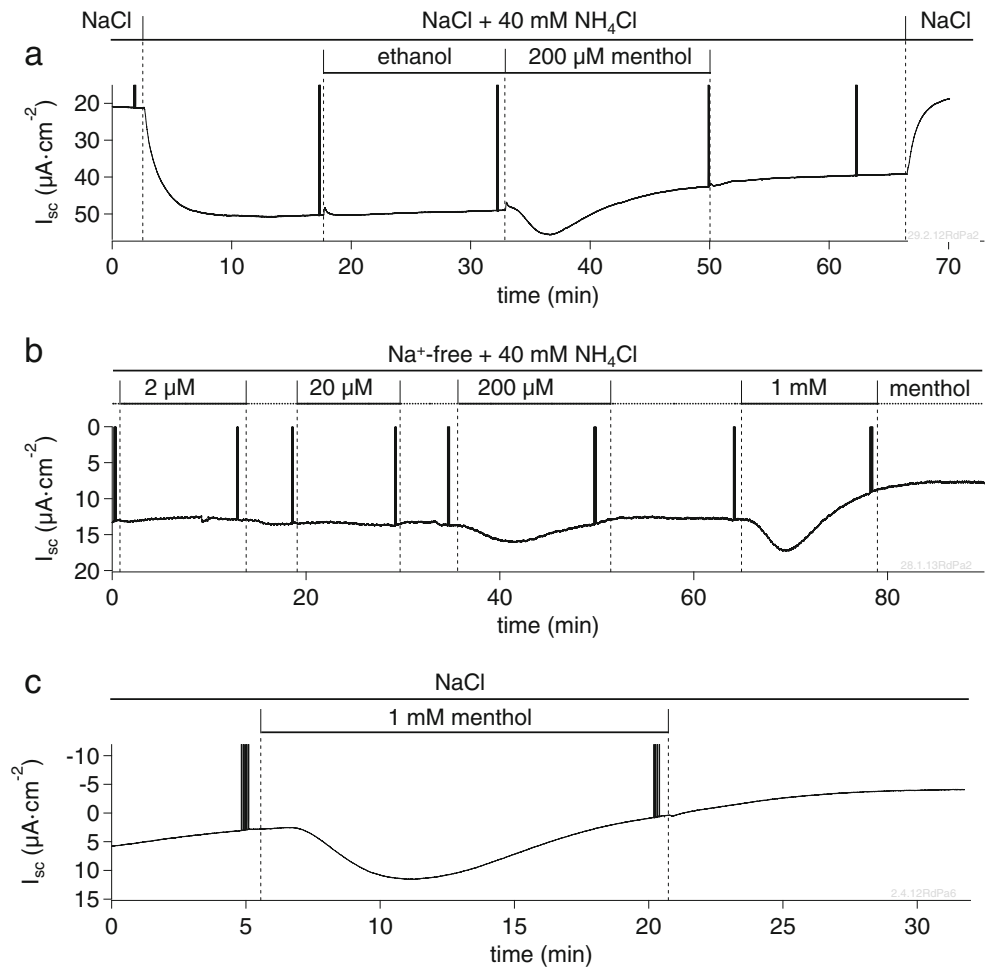 NaCl NaCl + 40 mM NH₄Cl NaCl
a
ethanol 200 µM menthol
20
30
40
50
Isc (µA·cm⁻²)
29.2.12RdPa2
0 10 20 30 40 50 60 70
time (min)
b
Na⁺-free + 40 mM NH₄Cl
2 µM 20 µM 200 µM 1 mM menthol
0
5
10
15
20
Isc (µA·cm⁻²)
28.1.13RdPa2
0 20 40 60 80
time (min)
c
NaCl
1 mM menthol
-10
-5
0
5
10
15
Isc (µA·cm⁻²)
2.4.12RdPa6
0 5 10 15 20 25 30
time (min)